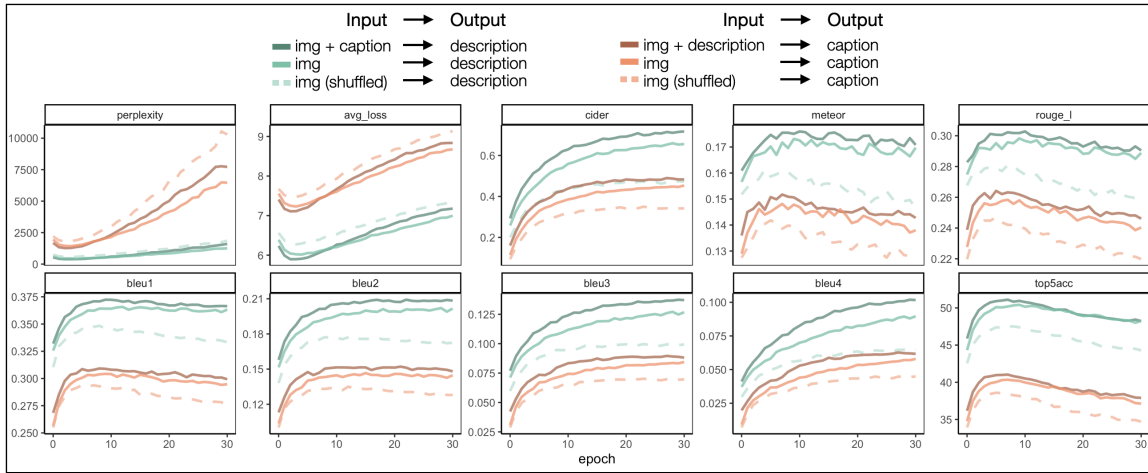 Input → Output Input → Output
img + caption → description img + description → caption
img → description img → caption
img (shuffled) → description img (shuffled) → caption
perplexity avg_loss cider meteor rouge_l
10000 7500 5000 2500 0
9 8 7 6
0.6 0.4 0.2
0.17 0.16 0.15 0.14 0.13
0.30 0.28 0.26 0.24 0.22
bleu1 bleu2 bleu3 bleu4 top5acc
0.375 0.350 0.325 0.300 0.275 0.250
0.21 0.18 0.15 0.12
0.125 0.100 0.075 0.050 0.025
0.100 0.075 0.050 0.025
50 45 40 35
0 10 20 30 0 10 20 30 0 10 20 30 0 10 20 30 0 10 20 30
epoch